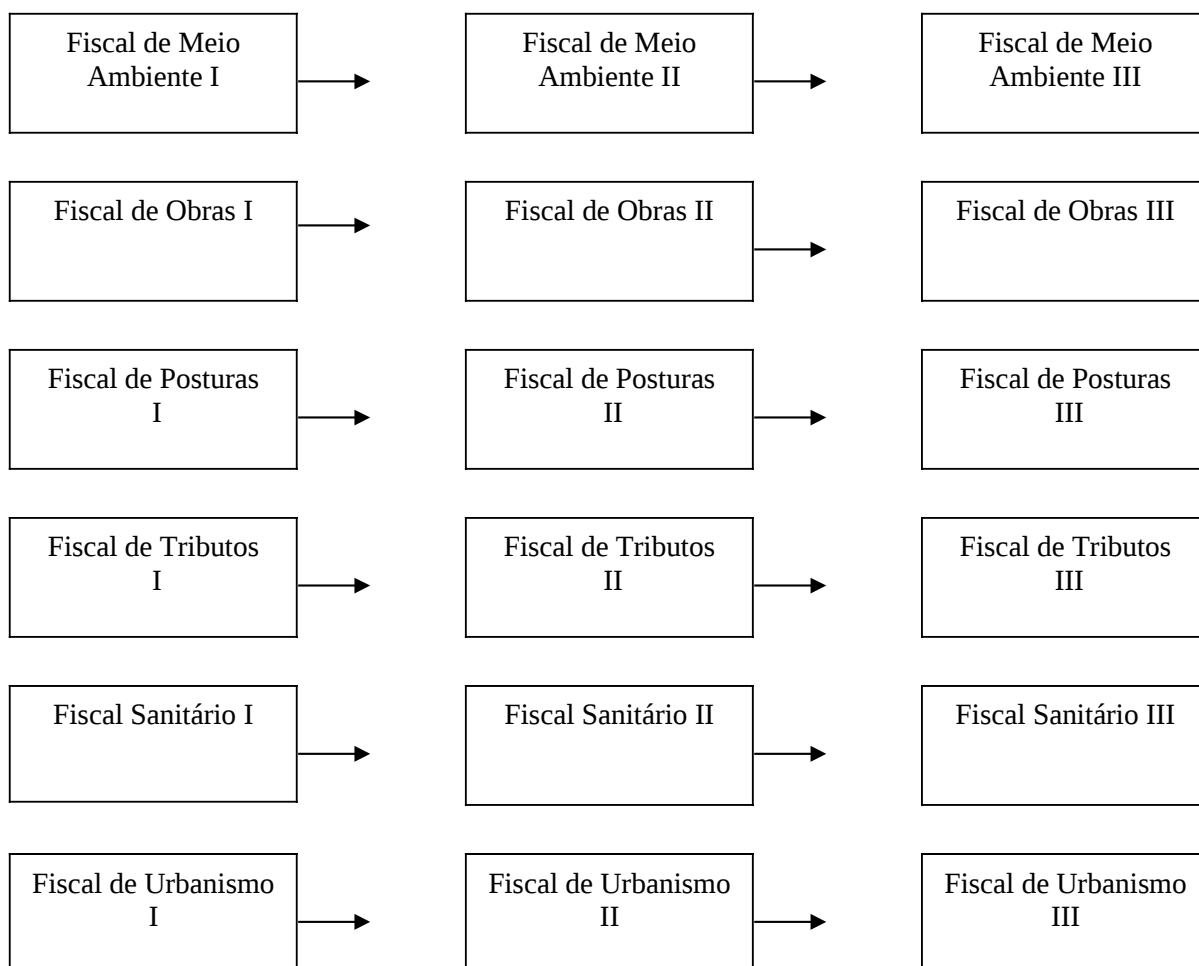 Fiscal de Meio
Ambiente I
Fiscal de Meio
Ambiente II
Fiscal de Meio
Ambiente III
Fiscal de Obras I
Fiscal de Obras II
Fiscal de Obras III
Fiscal de Posturas
I
Fiscal de Posturas
II
Fiscal de Posturas
III
Fiscal de Tributos
I
Fiscal de Tributos
II
Fiscal de Tributos
III
Fiscal Sanitário I
Fiscal Sanitário II
Fiscal Sanitário III
Fiscal de Urbanismo
I
Fiscal de Urbanismo
II
Fiscal de Urbanismo
III